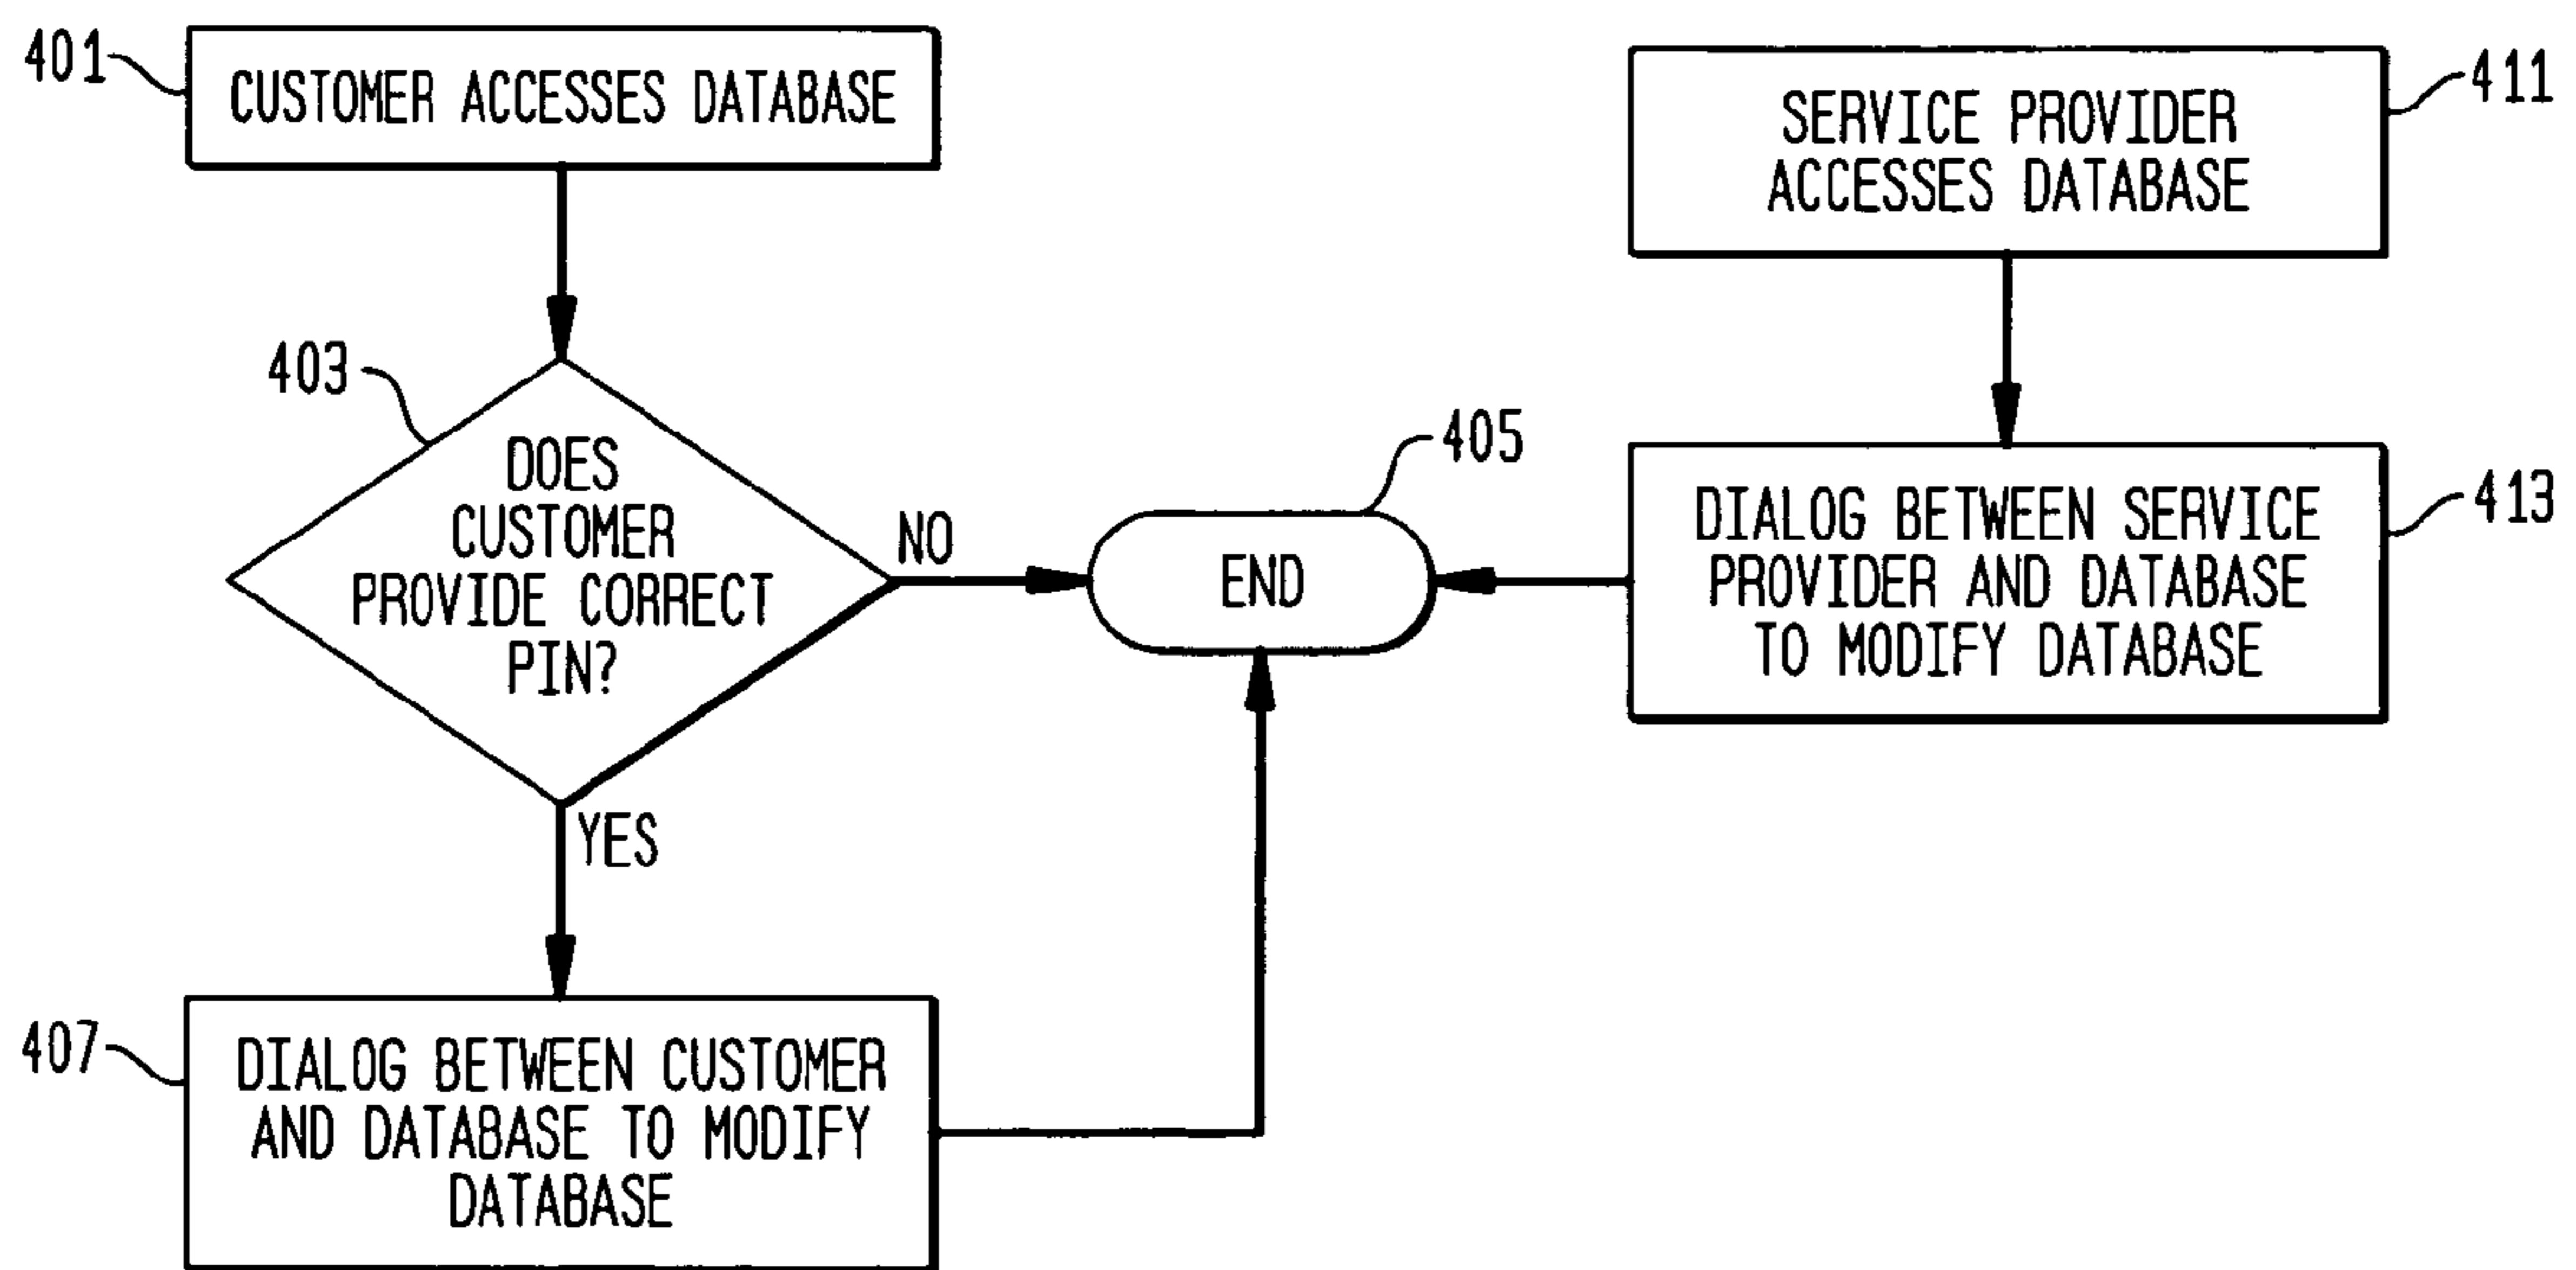 401
CUSTOMER ACCESSES DATABASE
403
DOES
CUSTOMER
PROVIDE CORRECT
PIN?
NO
YES
405
END
407
DIALOG BETWEEN CUSTOMER
AND DATABASE TO MODIFY
DATABASE
411
SERVICE PROVIDER
ACCESSES DATABASE
413
DIALOG BETWEEN SERVICE
PROVIDER AND DATABASE
TO MODIFY DATABASE